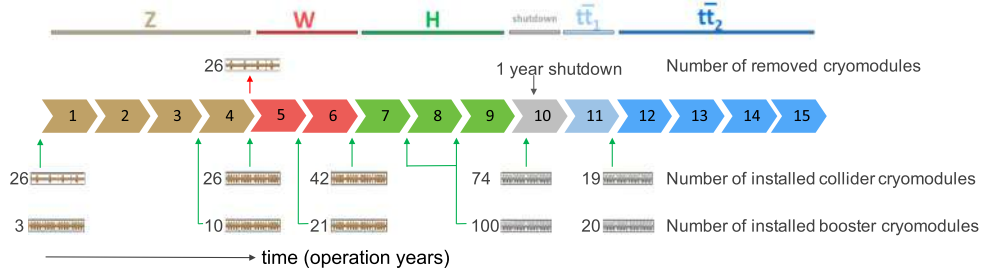 Z W H shutdown t̄t̄₁ t̄t̄₂
26 1 year shutdown Number of removed cryomodules
1 2 3 4 5 6 7 8 9 10 11 12 13 14 15
26 26 42 74 19 Number of installed collider cryomodules
3 10 21 100 20 Number of installed booster cryomodules
time (operation years)